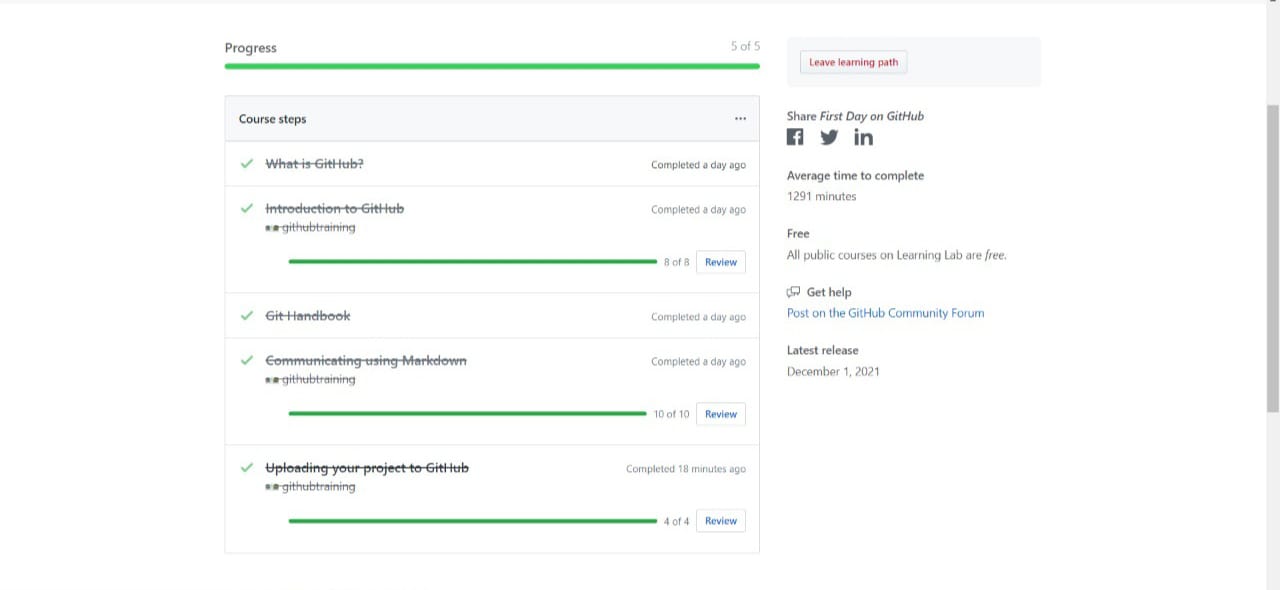 Progress
5 of 5
Course steps
...
What is GitHub?
Completed a day ago
Introduction to GitHub
Completed a day ago
githubtraining
8 of 8
Review
Git Handbook
Completed a day ago
Communicating using Markdown
Completed a day ago
githubtraining
10 of 10
Review
Uploading your project to GitHub
Completed 18 minutes ago
githubtraining
4 of 4
Review
Leave learning path
Share First Day on GitHub
Average time to complete
1291 minutes
Free
All public courses on Learning Lab are free.
Get help
Post on the GitHub Community Forum
Latest release
December 1, 2021